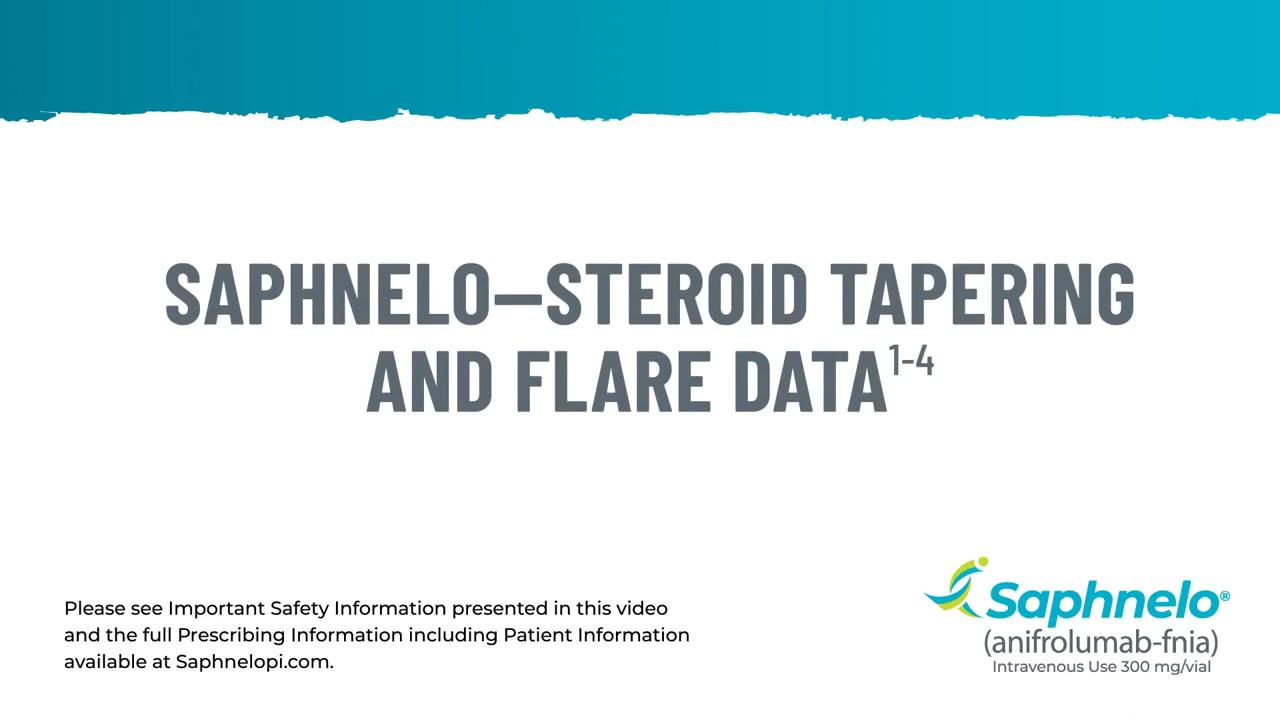 SAPHNELO—STEROID TAPERING
AND FLARE DATA1-4
Please see Important Safety Information presented in this video
and the full Prescribing Information including Patient Information
available at Saphnelopi.com.
Saphnelo®
(anifrolumab-fnia)
Intravenous Use 300 mg/vial